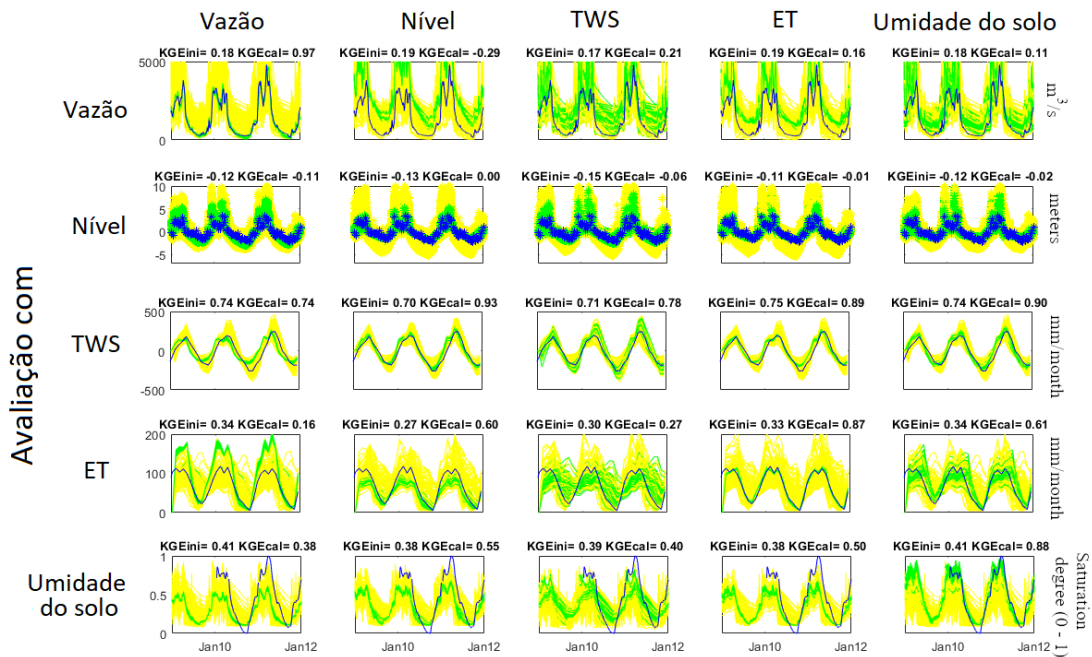 Vazão Nível TWS ET Umidade do solo
KGEini= 0.18 KGEcal= 0.97 KGEini= 0.19 KGEcal= -0.29 KGEini= 0.17 KGEcal= 0.21 KGEini= 0.19 KGEcal= 0.16 KGEini= 0.18 KGEcal= 0.11
5000
Vazão
0
m³/s
KGEini= -0.12 KGEcal= -0.11 KGEini= -0.13 KGEcal= 0.00 KGEini= -0.15 KGEcal= -0.06 KGEini= -0.11 KGEcal= -0.01 KGEini= -0.12 KGEcal= -0.02
10
5
Nível
0
-5
meters
Avaliação com
KGEini= 0.74 KGEcal= 0.74 KGEini= 0.70 KGEcal= 0.93 KGEini= 0.71 KGEcal= 0.78 KGEini= 0.75 KGEcal= 0.89 KGEini= 0.74 KGEcal= 0.90
500
TWS
0
-500
mm/month
KGEini= 0.34 KGEcal= 0.16 KGEini= 0.27 KGEcal= 0.60 KGEini= 0.30 KGEcal= 0.27 KGEini= 0.33 KGEcal= 0.87 KGEini= 0.34 KGEcal= 0.61
200
ET
100
0
mm/month
KGEini= 0.41 KGEcal= 0.38 KGEini= 0.38 KGEcal= 0.55 KGEini= 0.39 KGEcal= 0.40 KGEini= 0.38 KGEcal= 0.50 KGEini= 0.41 KGEcal= 0.88
1
Umidade
0.5
do solo
0
Saturation
degree (0 - 1)
Jan10 Jan12 Jan10 Jan12 Jan10 Jan12 Jan10 Jan12 Jan10 Jan12